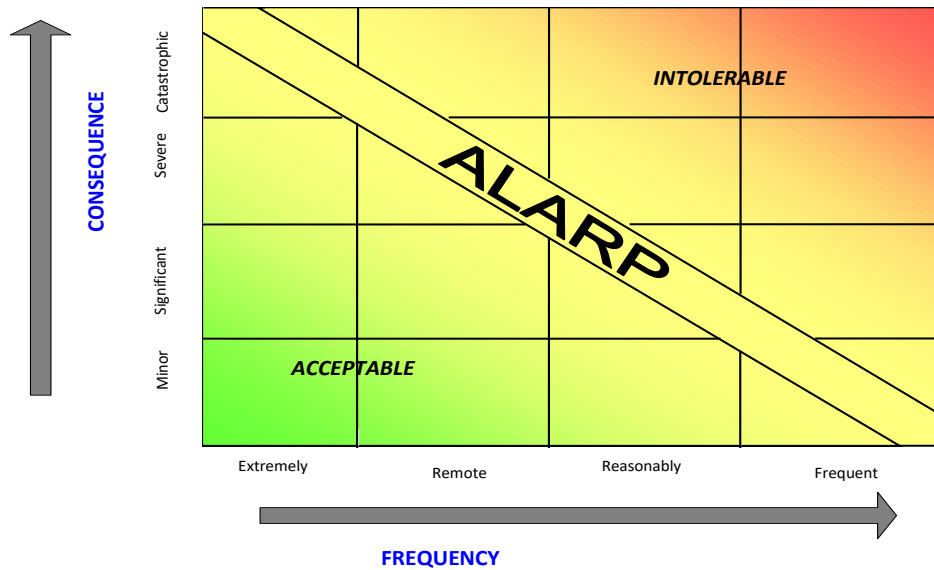 CONSEQUENCE
Catastrophic
Severe
Significant
Minor
INTOLERABLE
ALARP
ACCEPTABLE
Extremely
Remote
Reasonably
Frequent
FREQUENCY